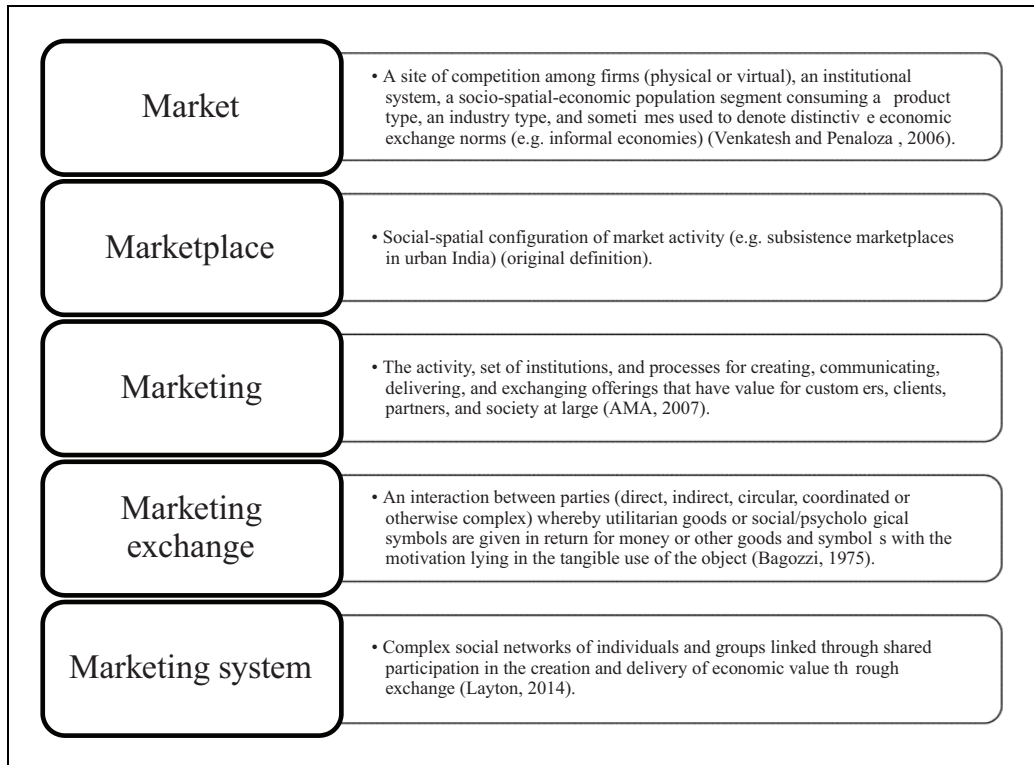 Market
• A site of competition among firms (physical or virtual), an institutional
system, a socio-spatial-economic population segment consuming a product
type, an industry type, and someti mes used to denote distinctiv e economic
exchange norms (e.g. informal economies) (Venkatesh and Penaloza , 2006).
Marketplace
• Social-spatial configuration of market activity (e.g. subsistence marketplaces
in urban India) (original definition).
Marketing
• The activity, set of institutions, and processes for creating, communicating,
delivering, and exchanging offerings that have value for custom ers, clients,
partners, and society at large (AMA, 2007).
Marketing
exchange
• An interaction between parties (direct, indirect, circular, coordinated or
otherwise complex) whereby utilitarian goods or social/psycholo gical
symbols are given in return for money or other goods and symbol s with the
motivation lying in the tangible use of the object (Bagozzi, 1975).
Marketing system
• Complex social networks of individuals and groups linked through shared
participation in the creation and delivery of economic value th rough
exchange (Layton, 2014).